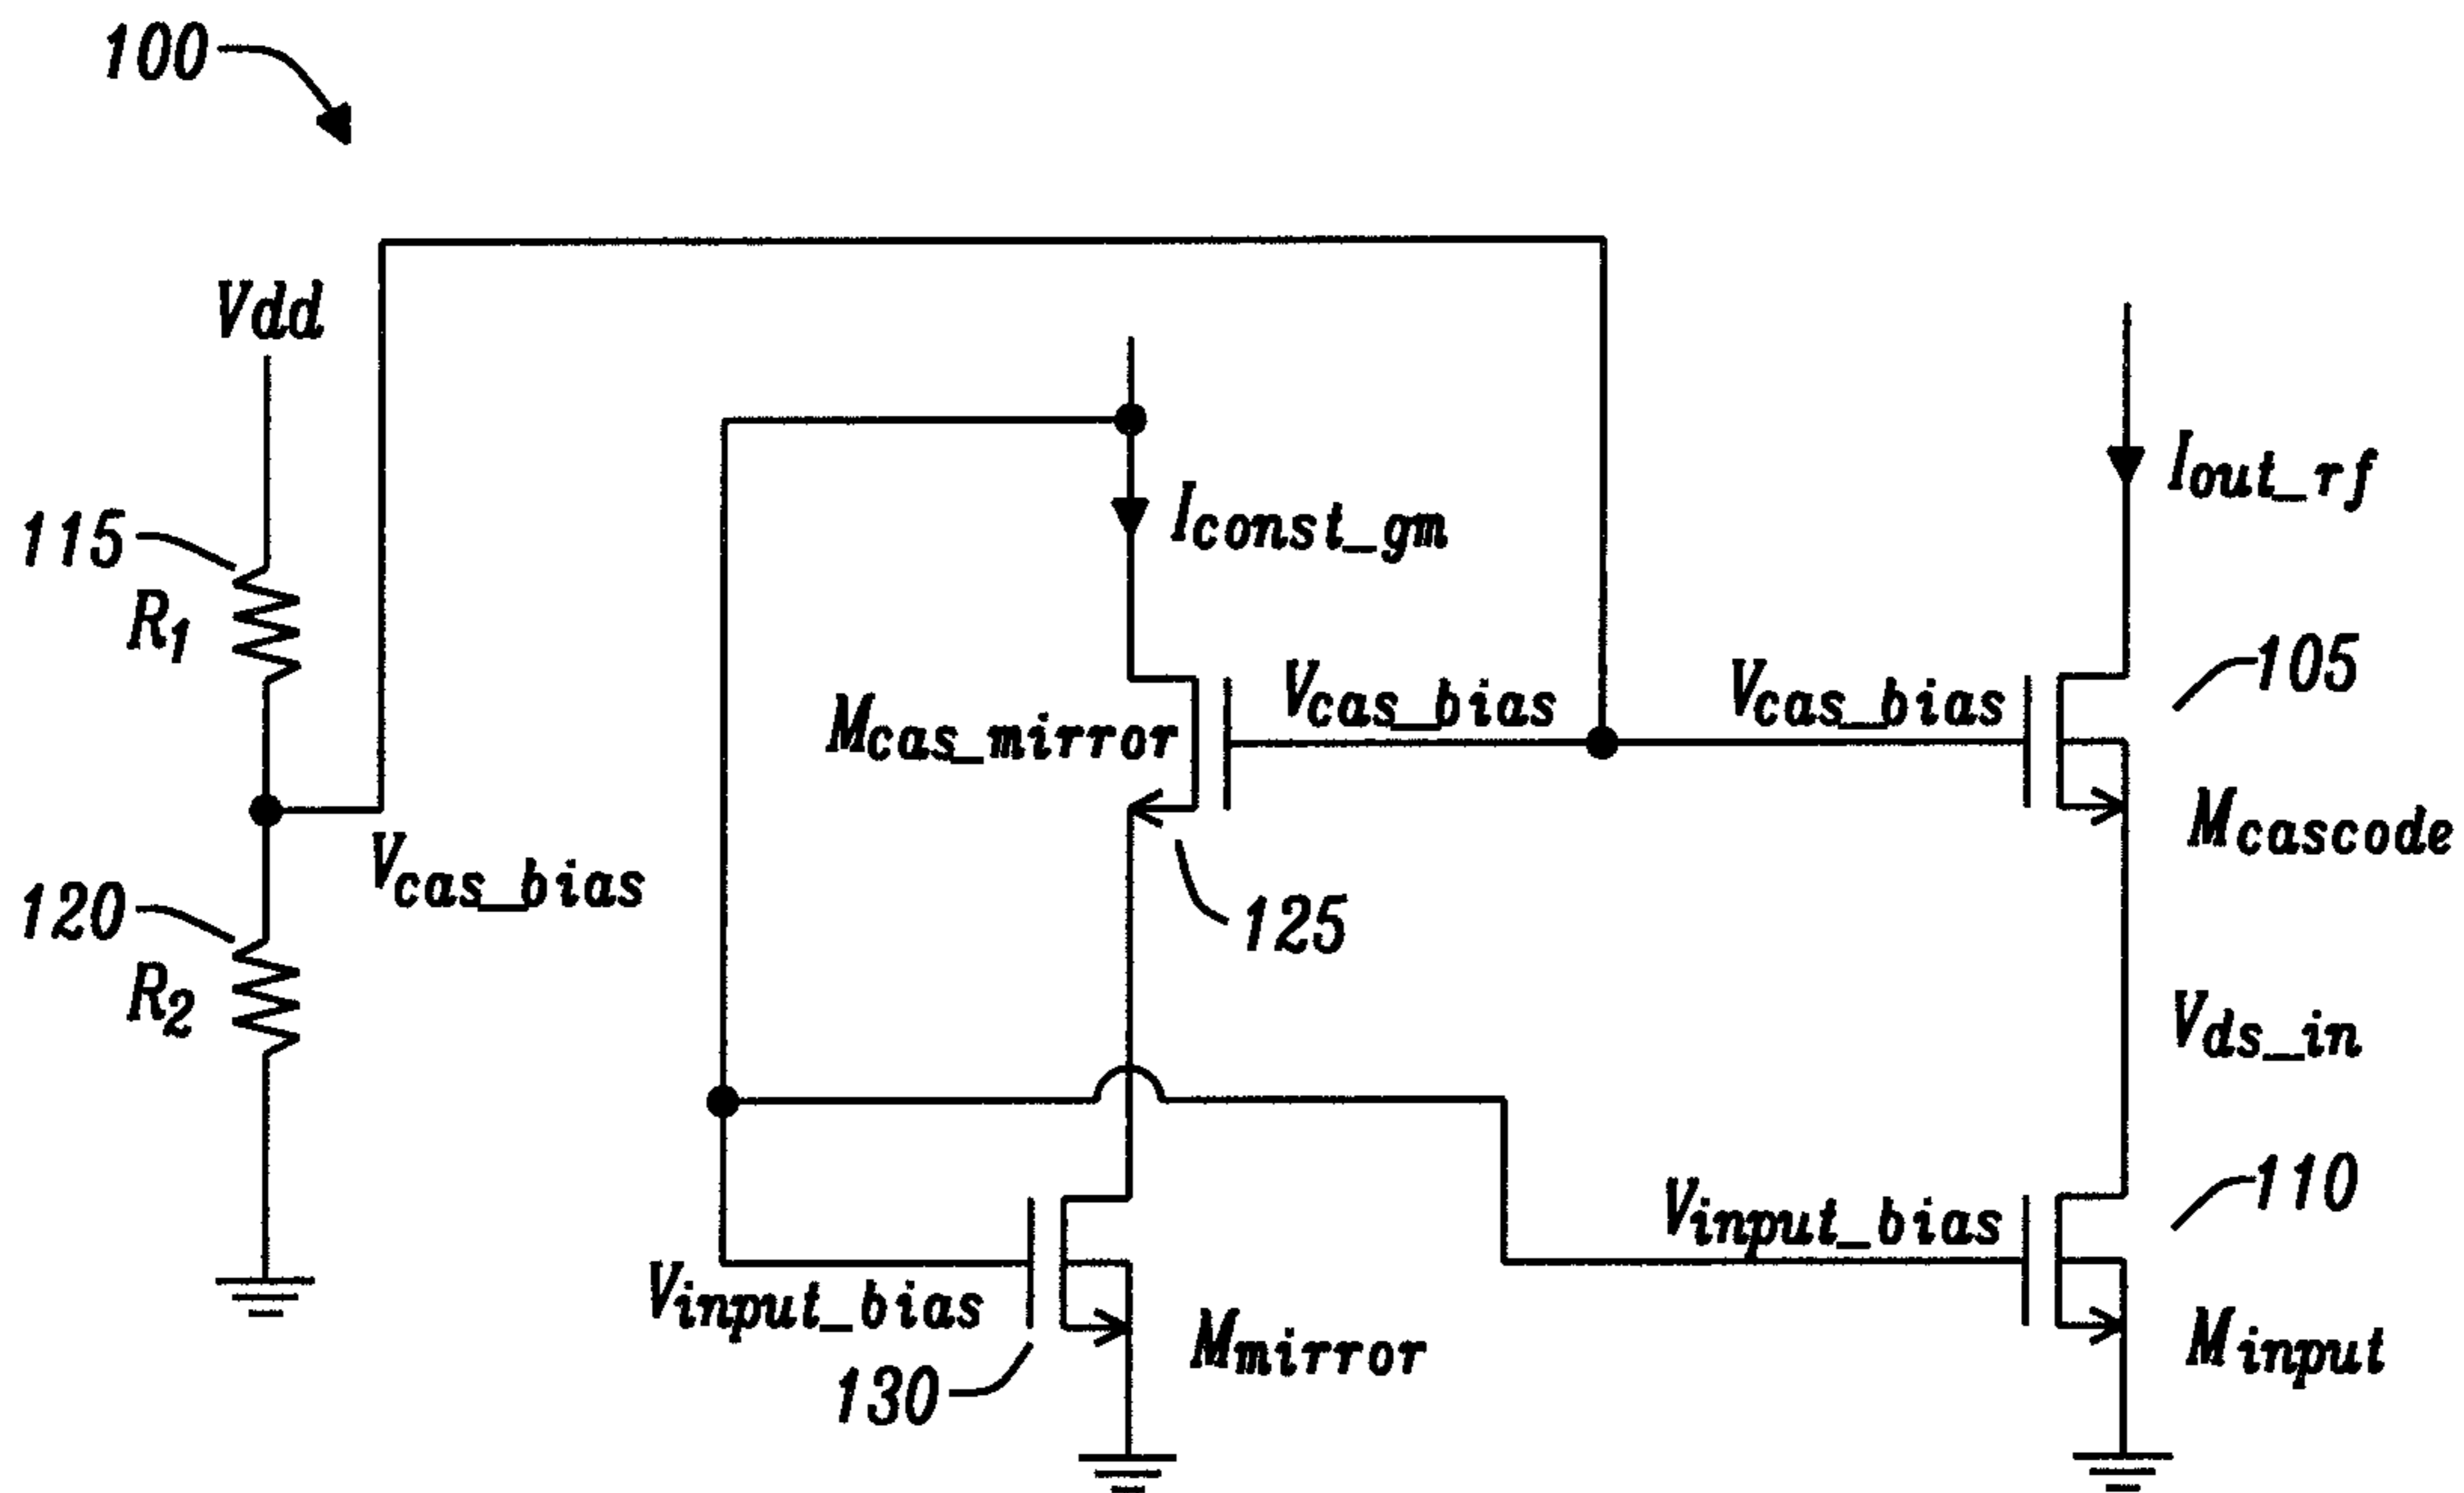 100
Vdd
Iout_rf
Iconst_gm
115
R1
105
Vcas_bias
Vcas_bias
Mcas_mirror
Mcascode
Vcas_bias
120
125
R2
Vds_in
110
Vinput_bias
Vinput_bias
Mmirror
Minput
130